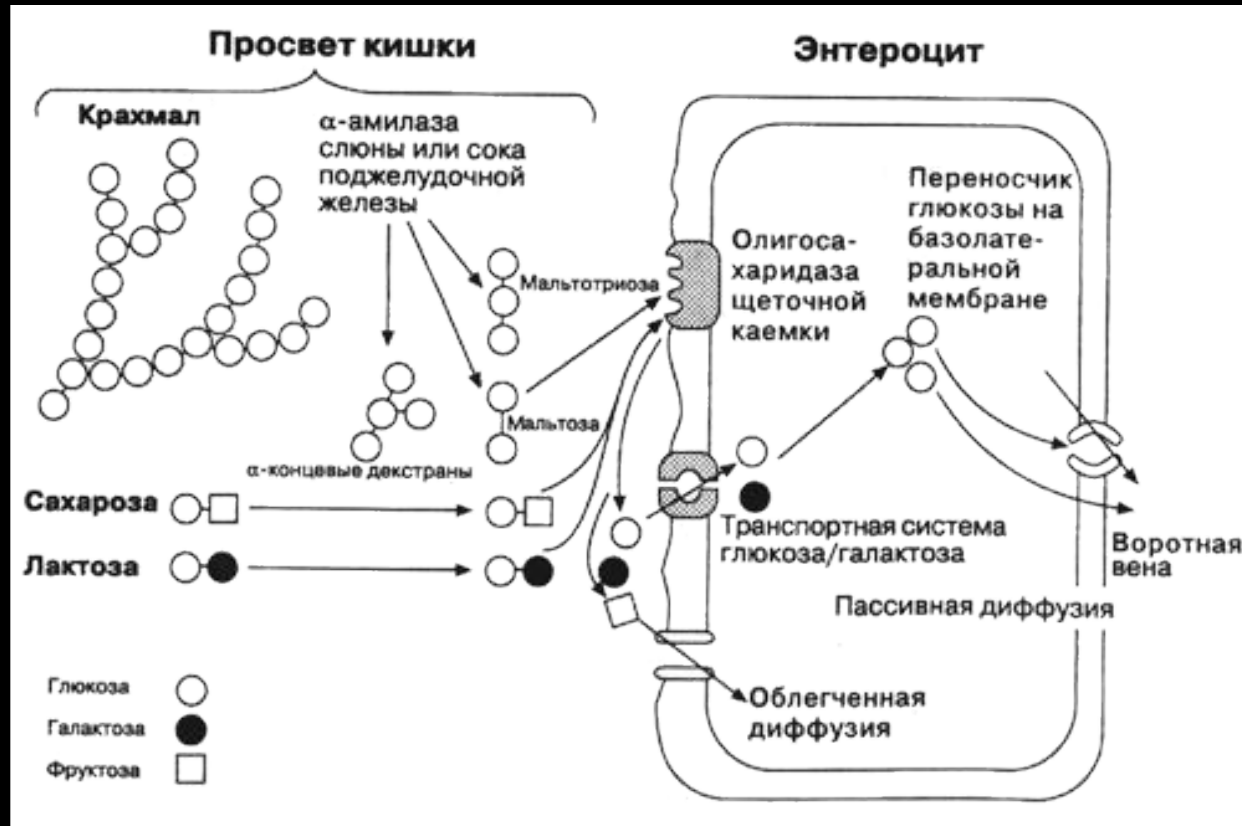 Просвет кишки
Энтероцит
Крахмал
α-амилаза
слюны или сока
поджелудочной
железы
Мальтотриоза
Мальтоза
α-концевые декстраны
Сахароза
Лактоза
Глюкоза
Галактоза
Фруктоза
Олигоса-
харидаза
щеточной
каемки
Переносчик
глюкозы на
базолате-
ральной
мембране
Транспортная система
глюкоза/галактоза
Воротная
вена
Пассивная диффузия
Облегченная
диффузия